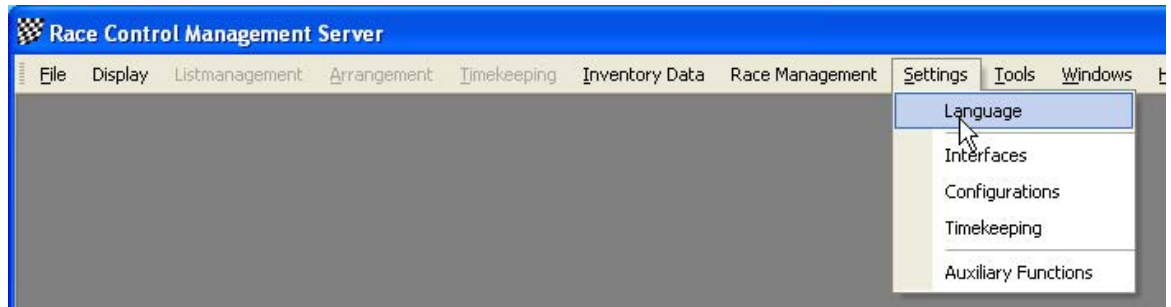 Race Control Management Server
File Display Listmanagement Arrangement Timekeeping Inventory Data Race Management Settings Tools Windows
Language
Interfaces
Configurations
Timekeeping
Auxiliary Functions